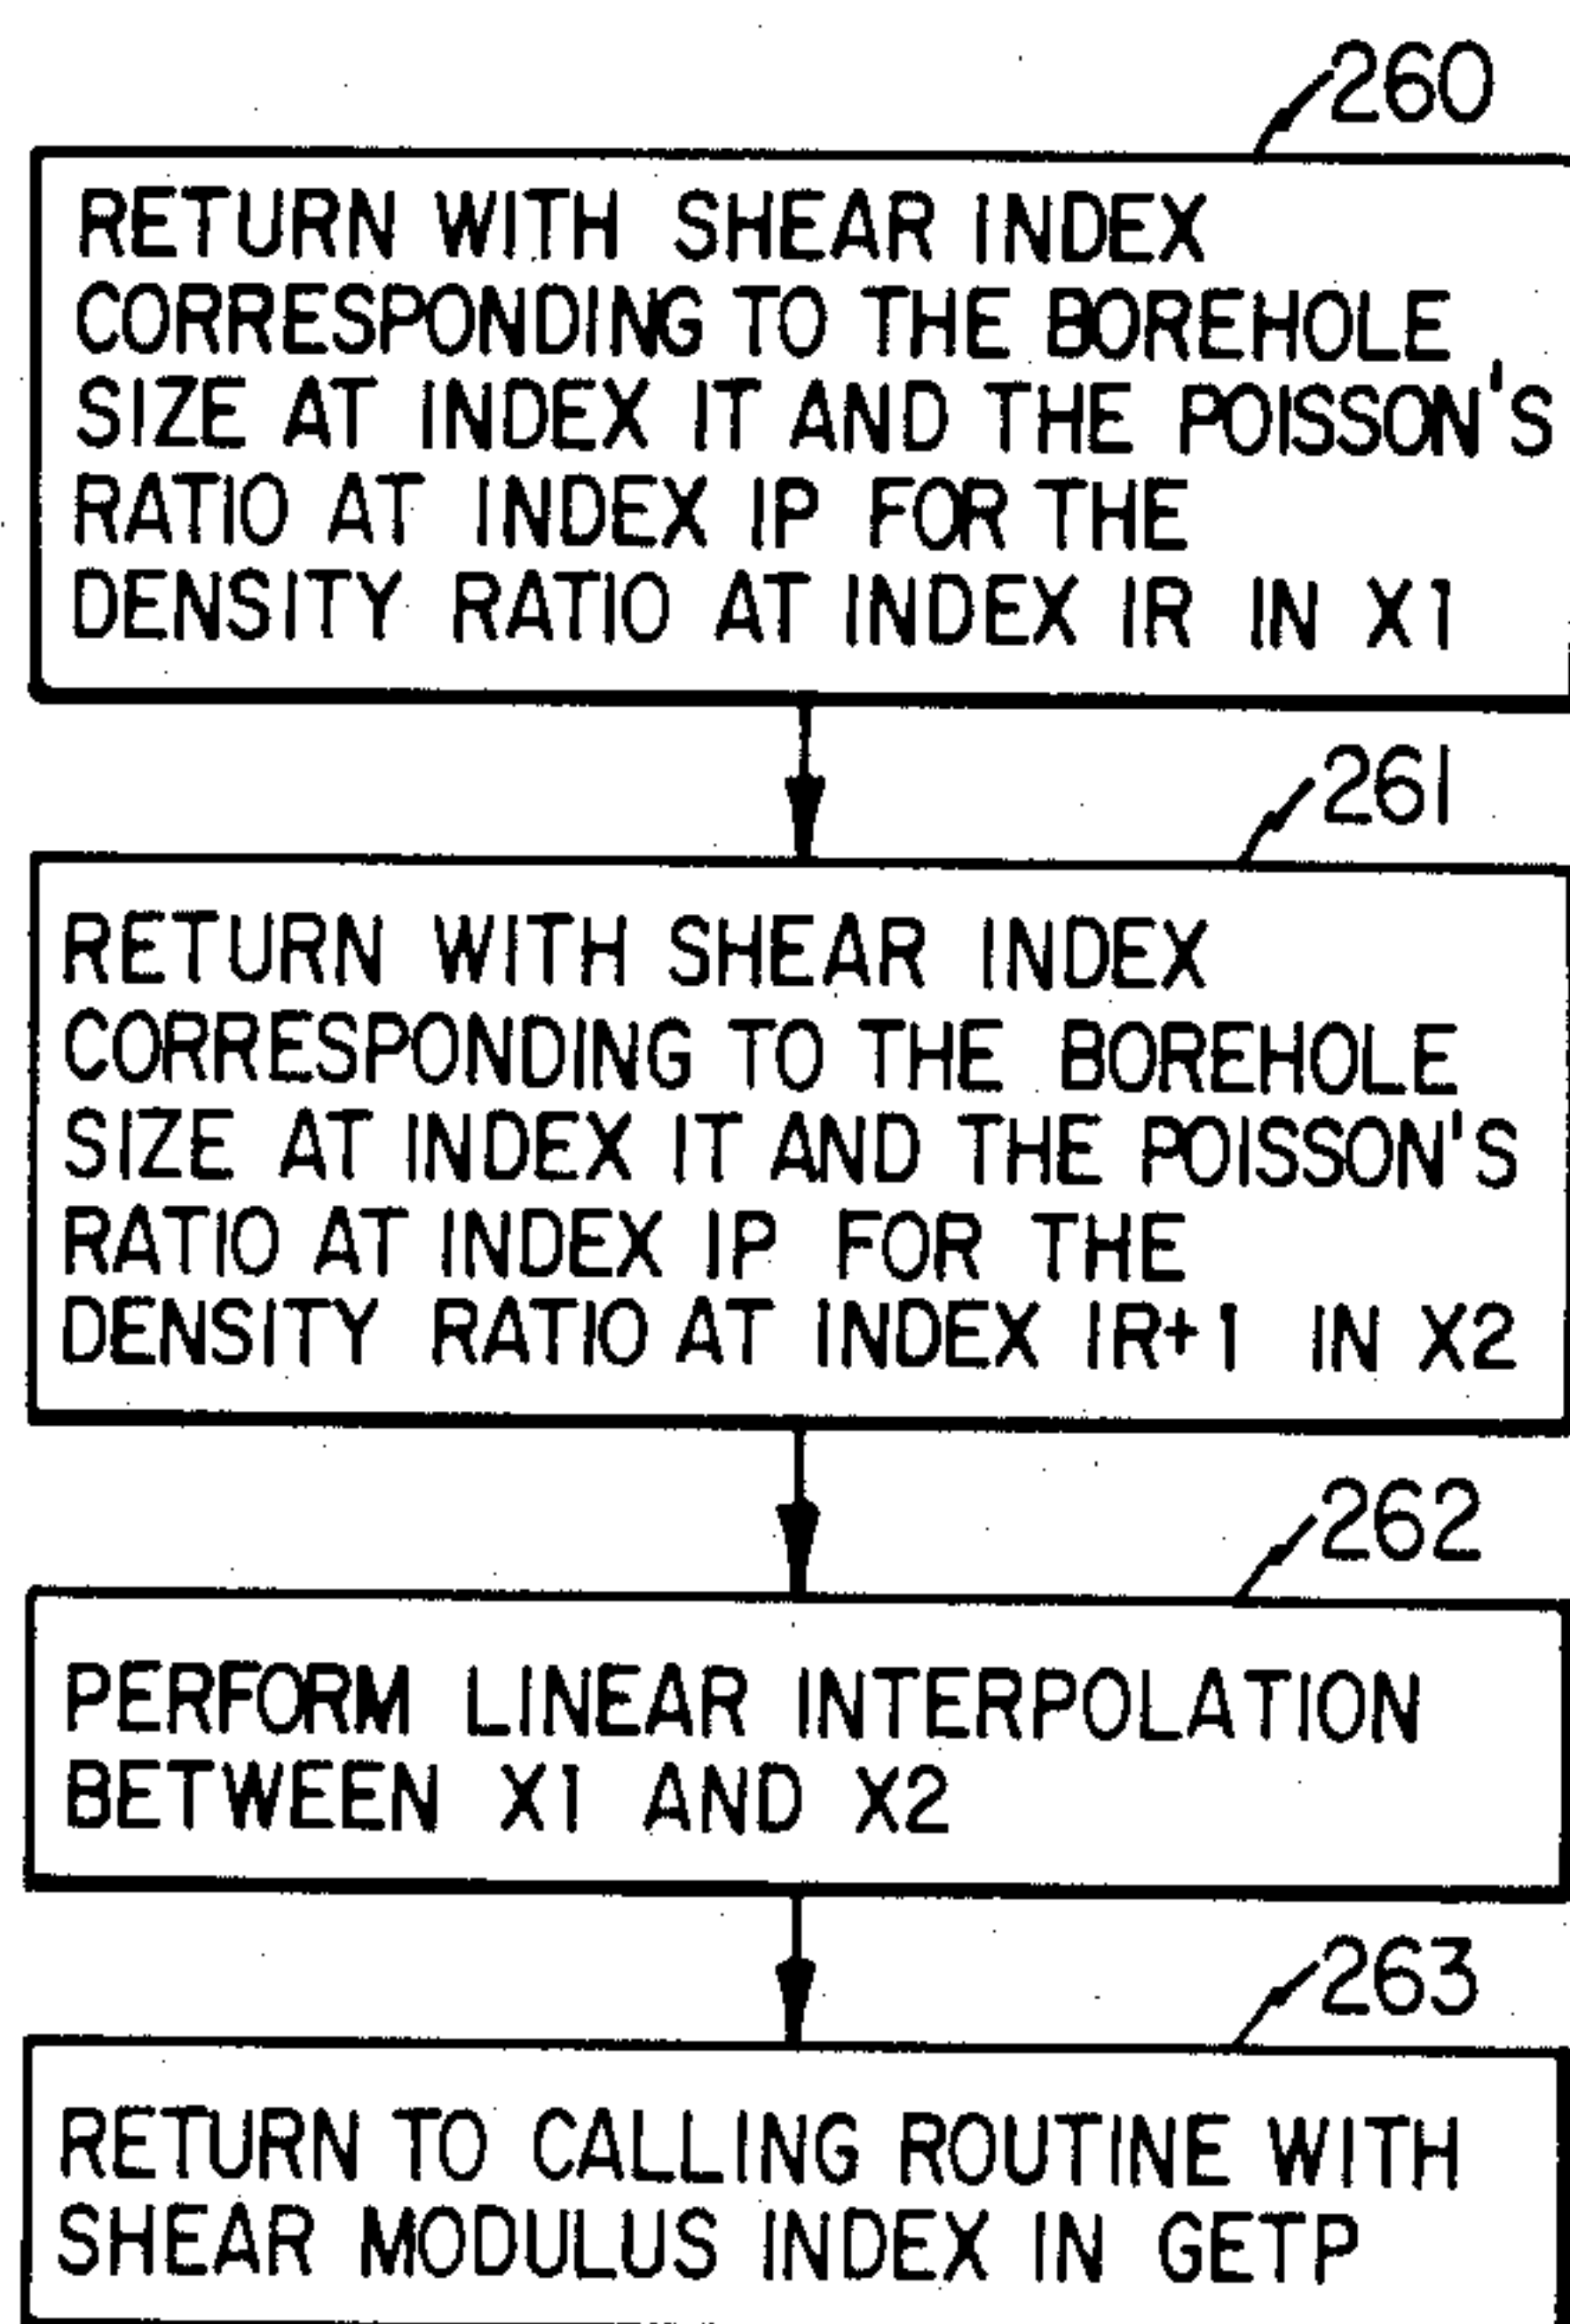 260
RETURN WITH SHEAR INDEX
CORRESPONDING TO THE BOREHOLE
SIZE AT INDEX IT AND THE POISSON'S
RATIO AT INDEX IP FOR THE
DENSITY RATIO AT INDEX IR IN X1
261
RETURN WITH SHEAR INDEX
CORRESPONDING TO THE BOREHOLE
SIZE AT INDEX IT AND THE POISSON'S
RATIO AT INDEX IP FOR THE
DENSITY RATIO AT INDEX IR+1 IN X2
262
PERFORM LINEAR INTERPOLATION
BETWEEN X1 AND X2
263
RETURN TO CALLING ROUTINE WITH
SHEAR MODULUS INDEX IN GETP